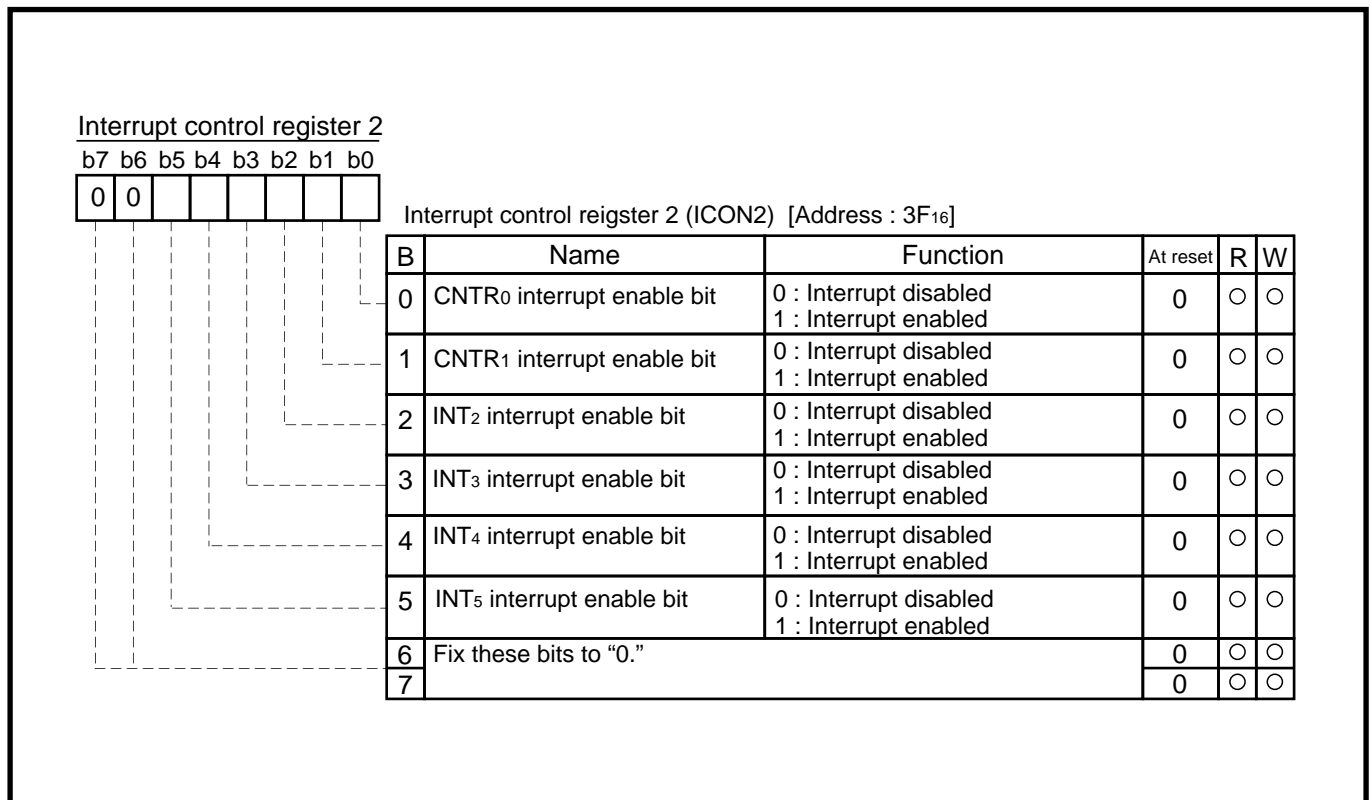 Interrupt control register 2
b7 b6 b5 b4 b3 b2 b1 b0
0 0
Interrupt control reigster 2 (ICON2) [Address : 3F16]
B Name Function At reset R W
0 CNTR0 interrupt enable bit 0 : Interrupt disabled 0 ○ ○
1 : Interrupt enabled
1 CNTR1 interrupt enable bit 0 : Interrupt disabled 0 ○ ○
1 : Interrupt enabled
2 INT2 interrupt enable bit 0 : Interrupt disabled 0 ○ ○
1 : Interrupt enabled
3 INT3 interrupt enable bit 0 : Interrupt disabled 0 ○ ○
1 : Interrupt enabled
4 INT4 interrupt enable bit 0 : Interrupt disabled 0 ○ ○
1 : Interrupt enabled
5 INT5 interrupt enable bit 0 : Interrupt disabled 0 ○ ○
1 : Interrupt enabled
6 Fix these bits to “0.” 0 ○ ○
7 0 ○ ○